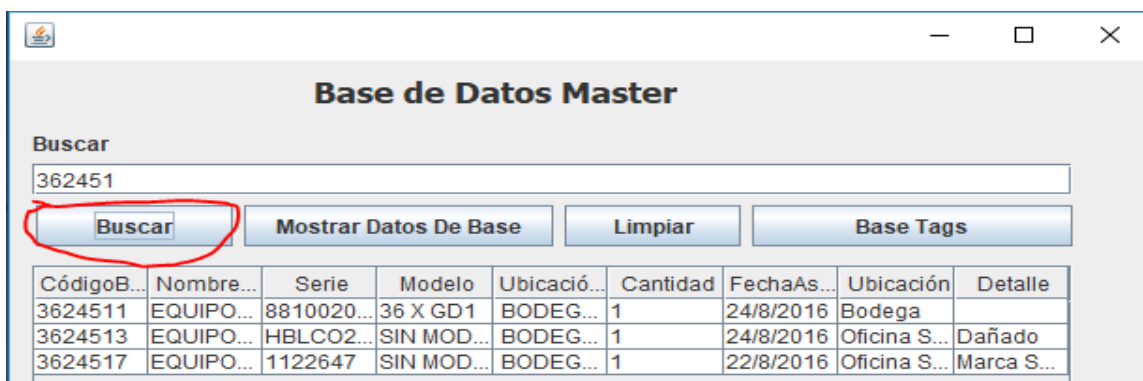 Base de Datos Master
Buscar
362451
Buscar Mostrar Datos De Base Limpiar Base Tags
CódigoB... Nombre... Serie Modelo Ubicació... Cantidad FechaAs... Ubicación Detalle
3624511 EQUIPO... 8810020... 36 X GD1 BODEG... 1 24/8/2016 Bodega
3624513 EQUIPO... HBLCO2... SIN MOD... BODEG... 1 24/8/2016 Oficina S... Dañado
3624517 EQUIPO... 1122647 SIN MOD... BODEG... 1 22/8/2016 Oficina S... Marca S...